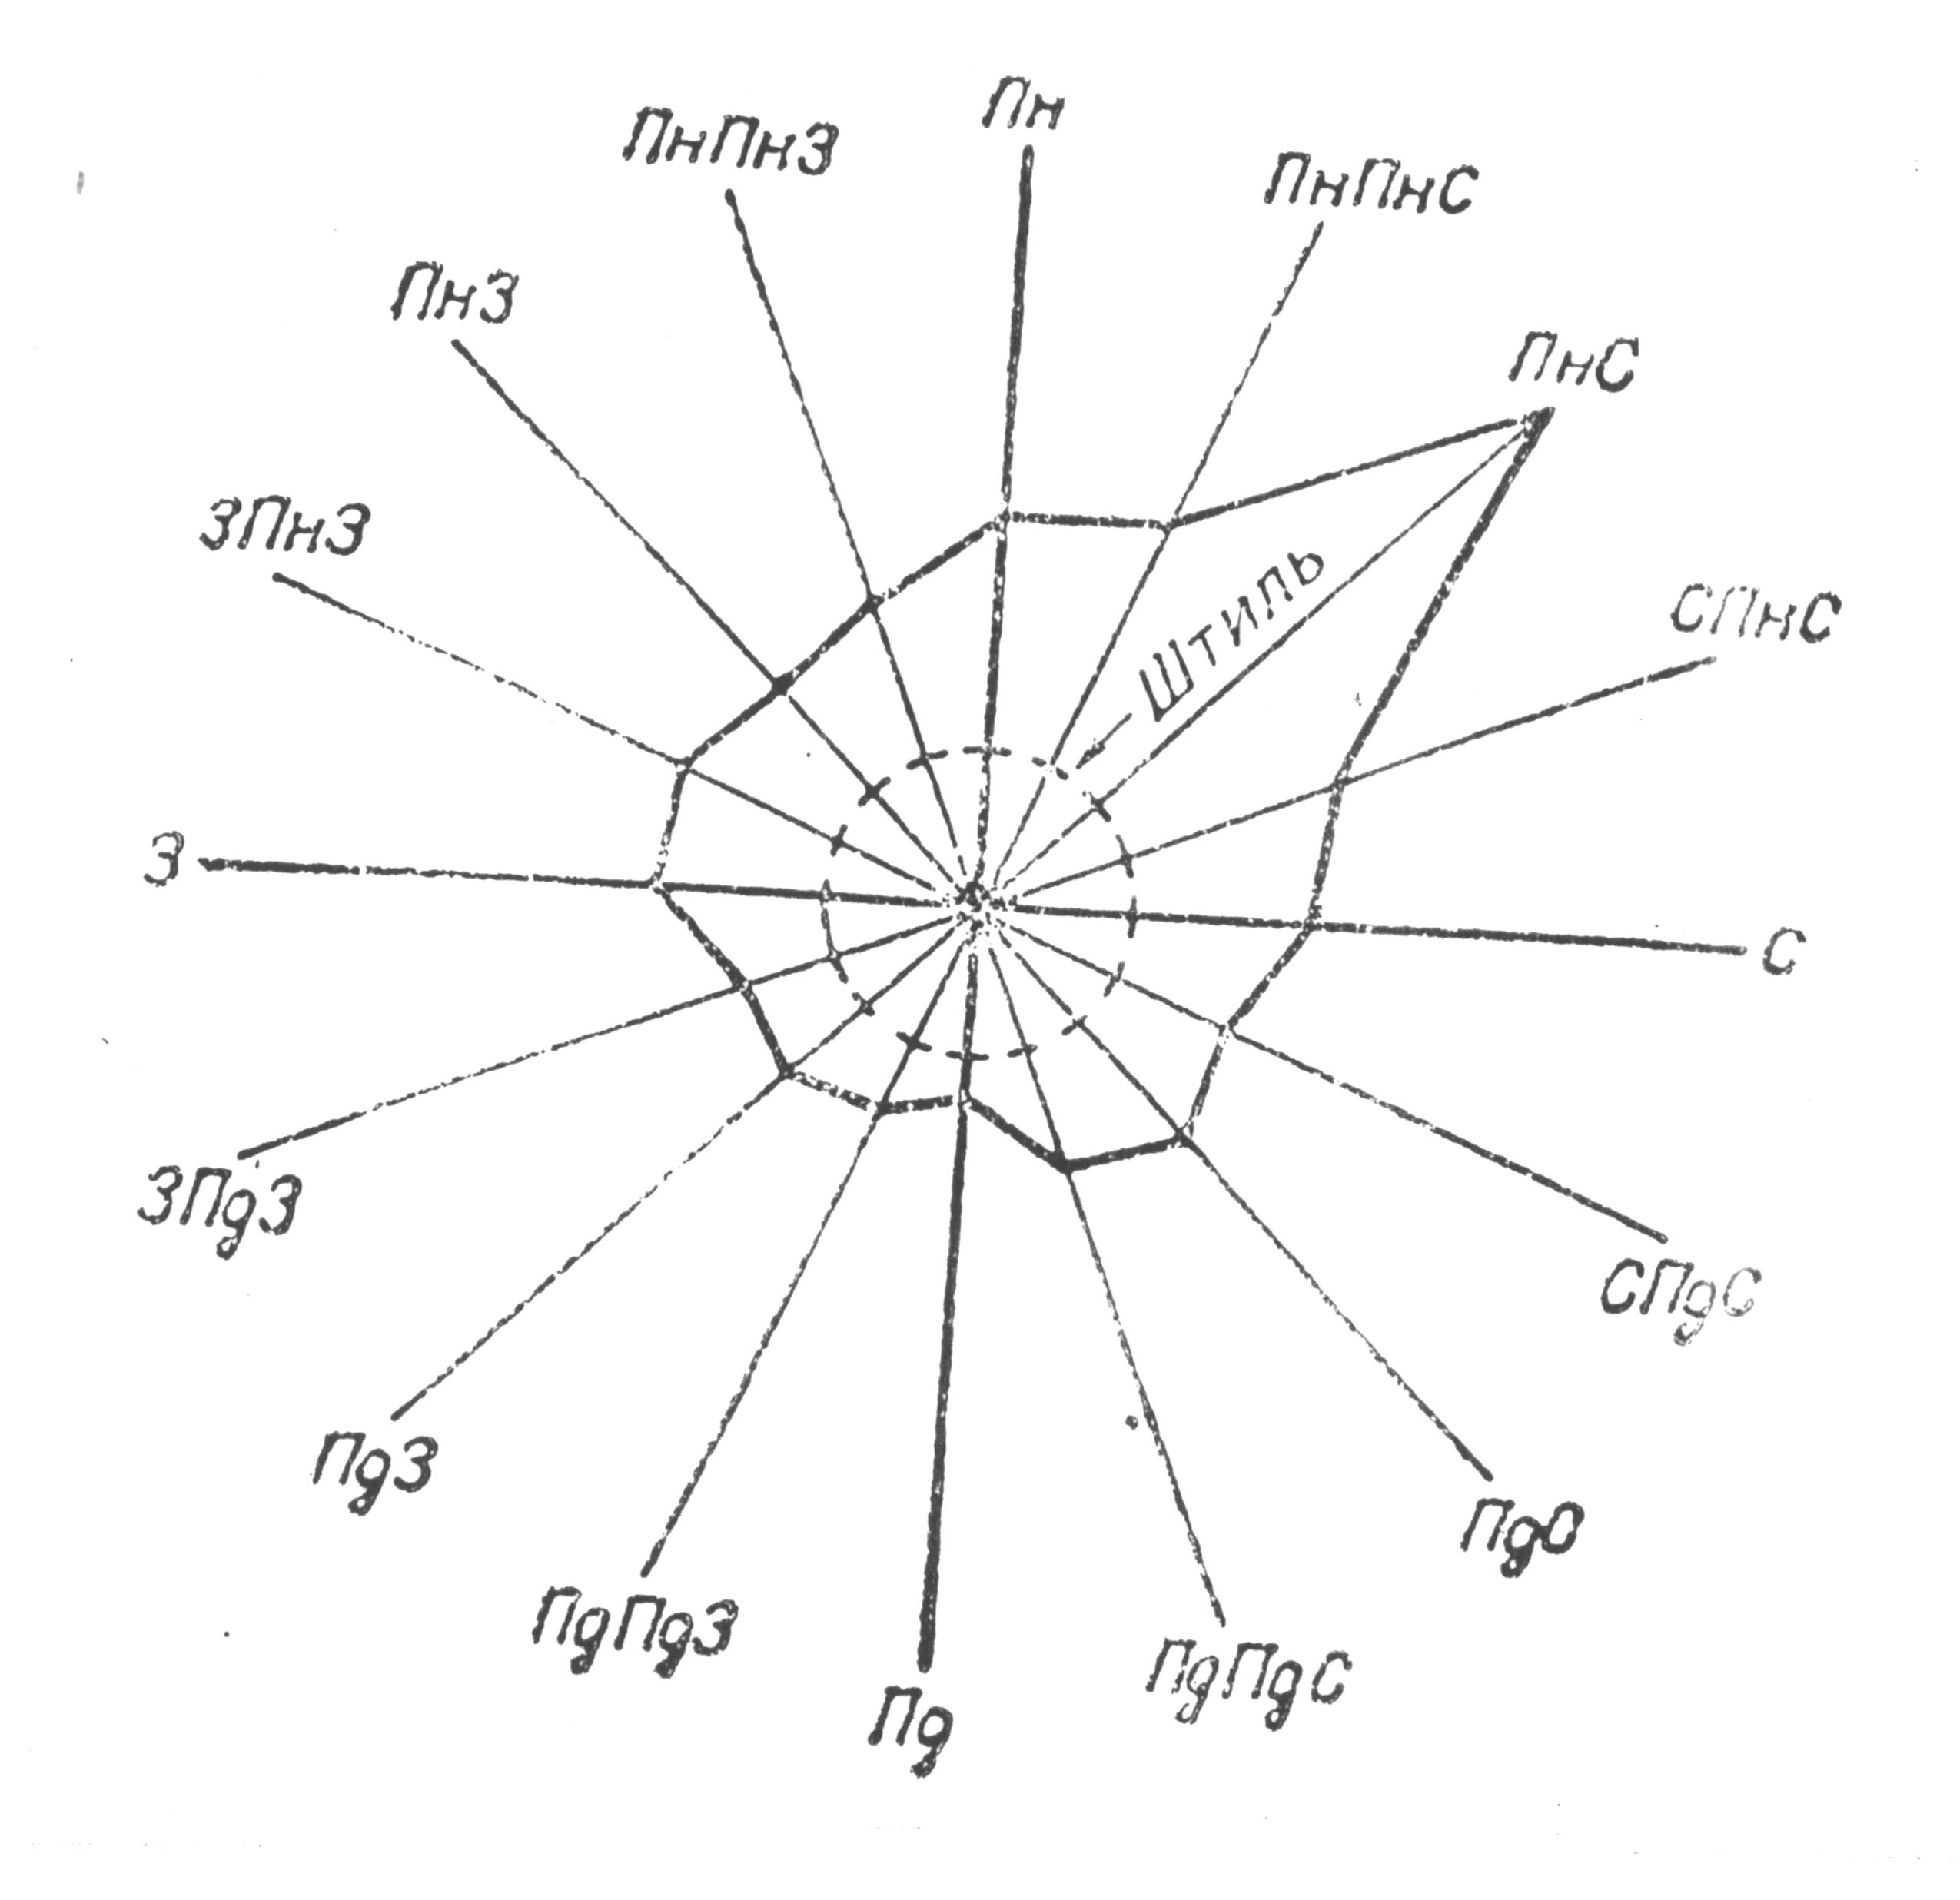 Пн
ПнПнЗ
ПнПнС
ПнЗ
ПнС
ЗПнЗ
Штиль
СПнС
З
С
ЗПдЗ
СПдС
ПдЗ
ПдО
ПдПдЗ
ПдПдС
Пд